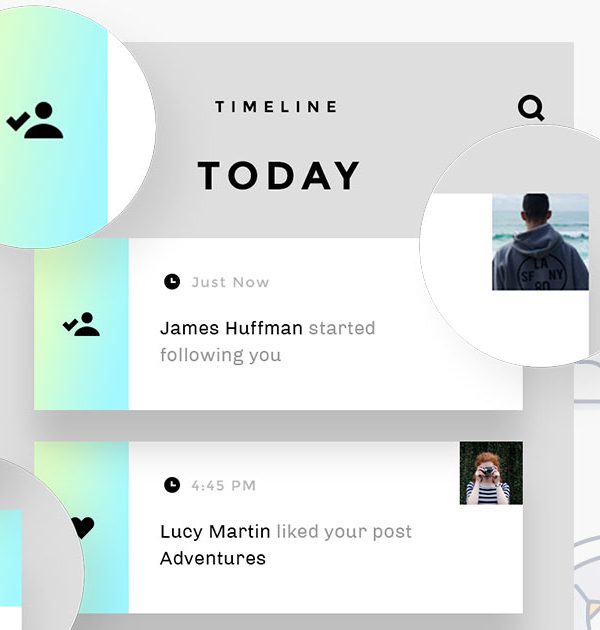 TIMELINE
TODAY
LA
SF NY
90
Just Now
James Huffman started
following you
4:45 PM
Lucy Martin liked your post
Adventures